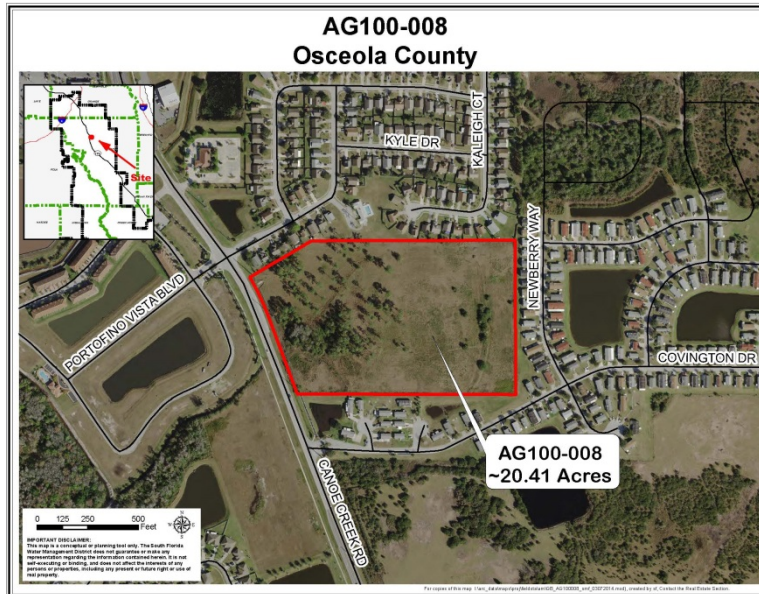 AG100-008
Osceola County
Site
KYLE DR
KALEIGH CT
NEWBERRY WAY
PORTOFINO VISTA BLVD
COVINGTON DR
CANOE CREEK RD
AG100-008
~20.41 Acres
0 125 250 500
Feet
IMPORTANT DISCLAIMER:
This map is a conceptual or planning tool only. The South Florida
Water Management District does not guarantee or make any
representation regarding the information contained herein. It is not
self-executing or binding, and does not affect the interests of any
persons or properties, including any present or future right or use of
real property.